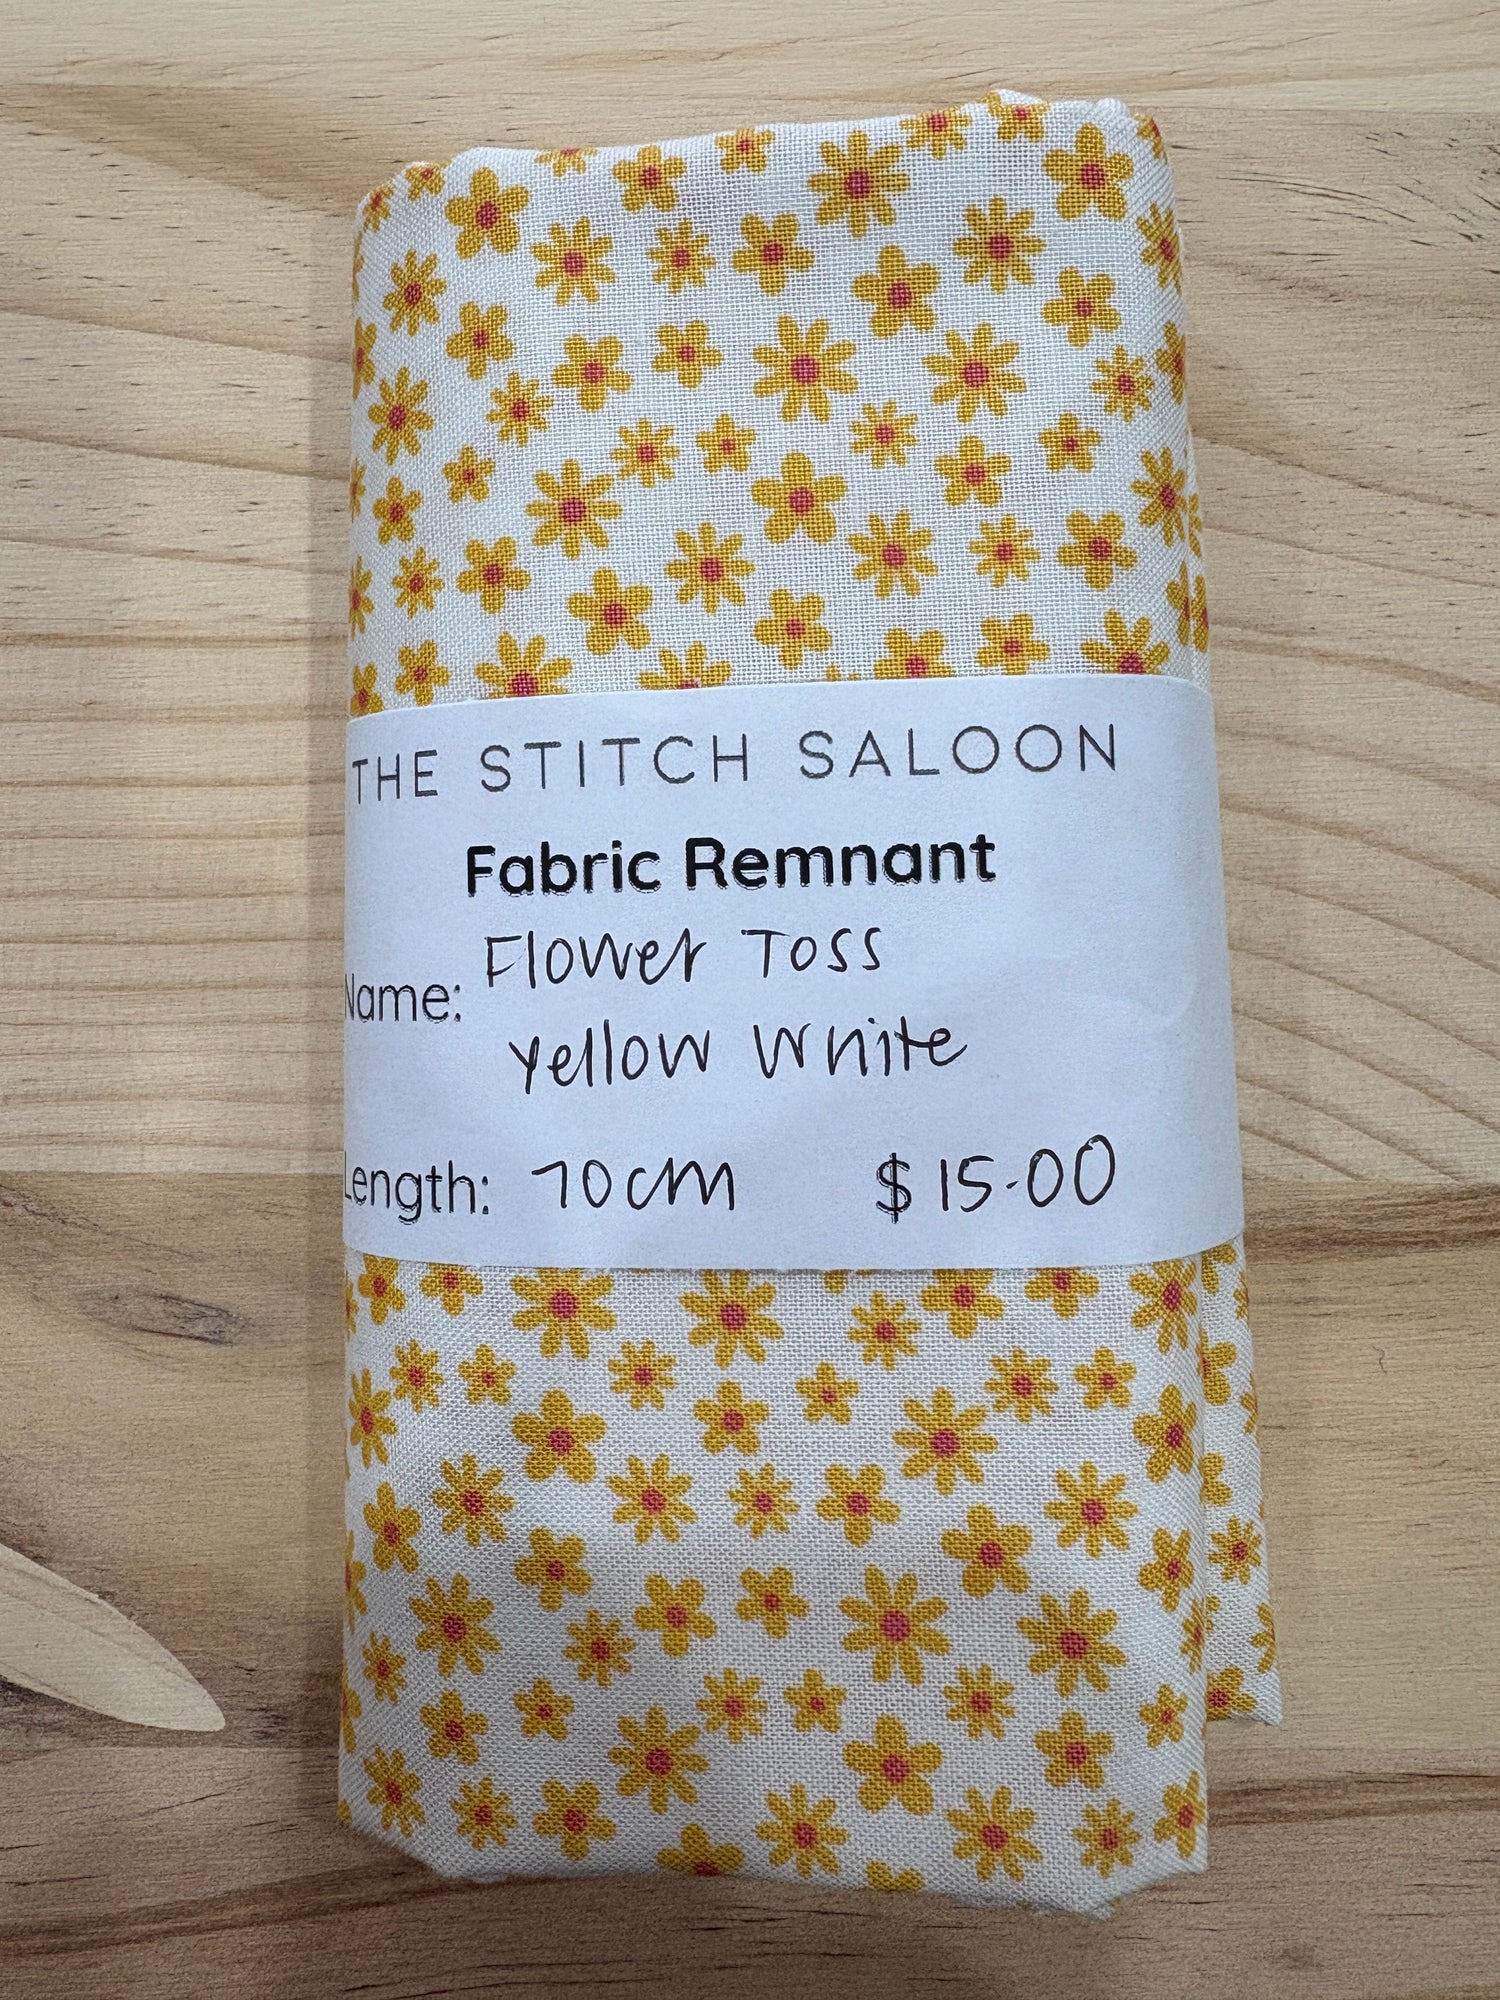 THE STITCH SALOON
Fabric Remnant
Flower Toss
Name:
Yellow White
Length: 70cm $15.00